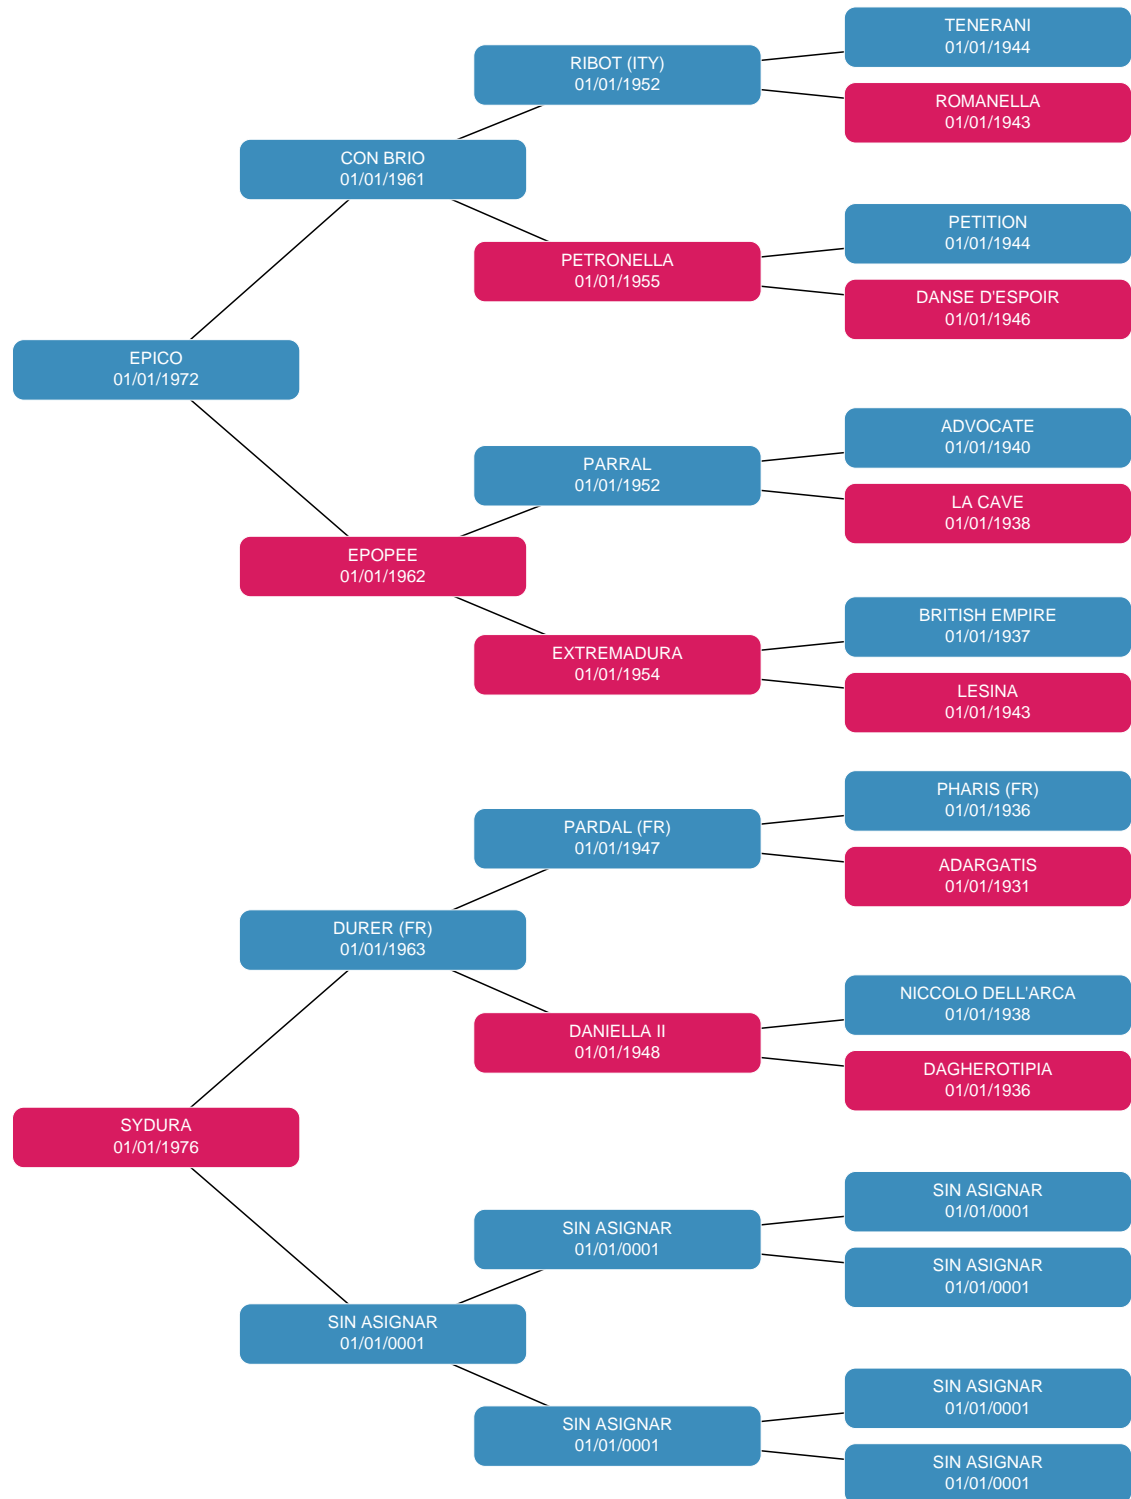 TENERANI
01/01/1944
RIBOT (ITY)
01/01/1952
ROMANELLA
01/01/1943
CON BRIO
01/01/1961
PETITION
01/01/1944
PETRONELLA
01/01/1955
DANSE D'ESPOIR
01/01/1946
EPICO
01/01/1972
ADVOCATE
01/01/1940
PARRAL
01/01/1952
LA CAVE
01/01/1938
EPOPEE
01/01/1962
BRITISH EMPIRE
01/01/1937
EXTREMADURA
01/01/1954
LESINA
01/01/1943
PHARIS (FR)
01/01/1936
PARDAL (FR)
01/01/1947
ADARGATIS
01/01/1931
DURER (FR)
01/01/1963
NICCOLO DELL'ARCA
01/01/1938
DANIELLA II
01/01/1948
DAGHEROTIPIA
01/01/1936
SYDURA
01/01/1976
SIN ASIGNAR
01/01/0001
SIN ASIGNAR
01/01/0001
SIN ASIGNAR
01/01/0001
SIN ASIGNAR
01/01/0001
SIN ASIGNAR
01/01/0001
SIN ASIGNAR
01/01/0001
SIN ASIGNAR
01/01/0001